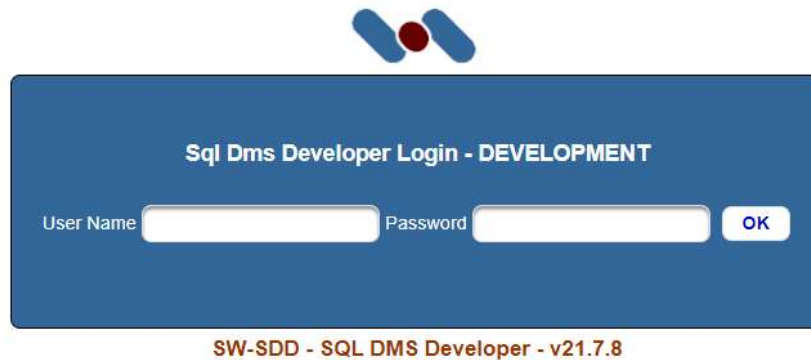 Sql Dms Developer Login - DEVELOPMENT
User Name Password OK
SW-SDD - SQL DMS Developer - v21.7.8